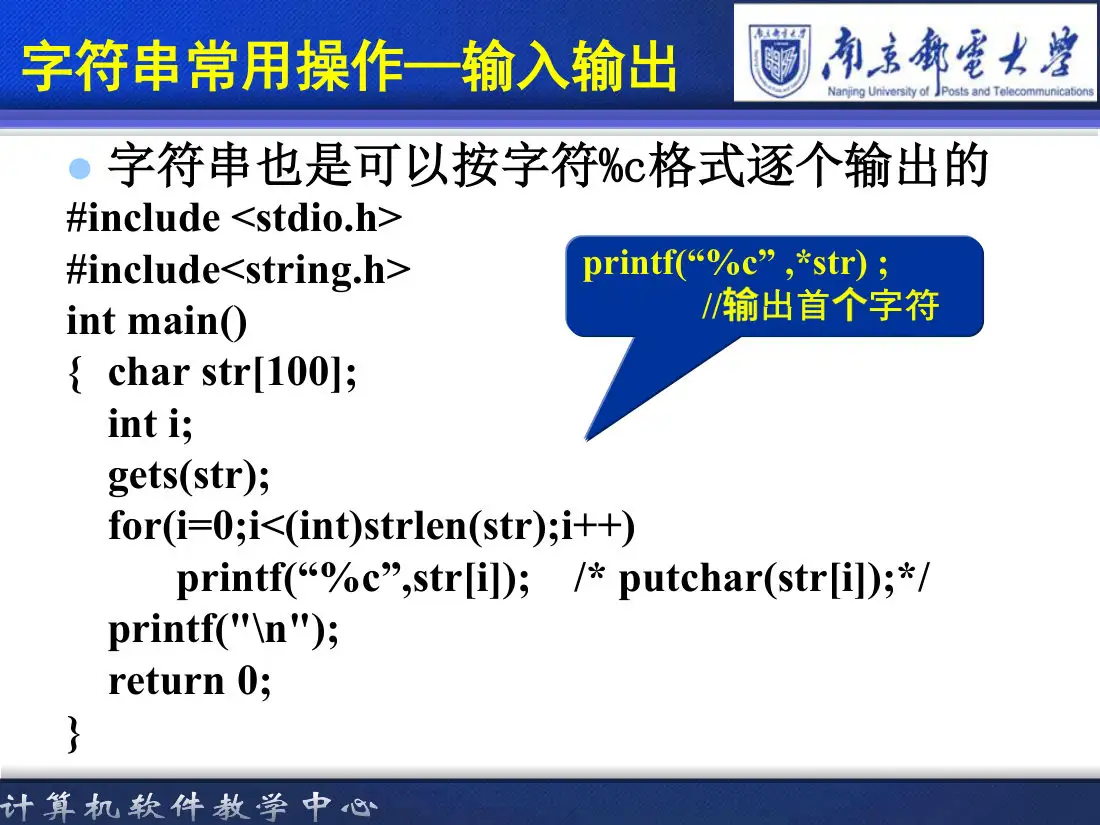 字符串常用操作—输入输出
南京邮电大学
Nanjing University of Posts and Telecommunications
字符串也是可以按字符%c格式逐个输出的
#include <stdio.h>
#include<string.h>
int main()
{ char str[100];
int i;
gets(str);
for(i=0;i<(int)strlen(str);i++)
printf(“%c”,str[i]); /* putchar(str[i]);*/
printf("\n");
return 0;
}
printf(“%c” ,*str) ;
//输出首个字符
计算机软件教学中心